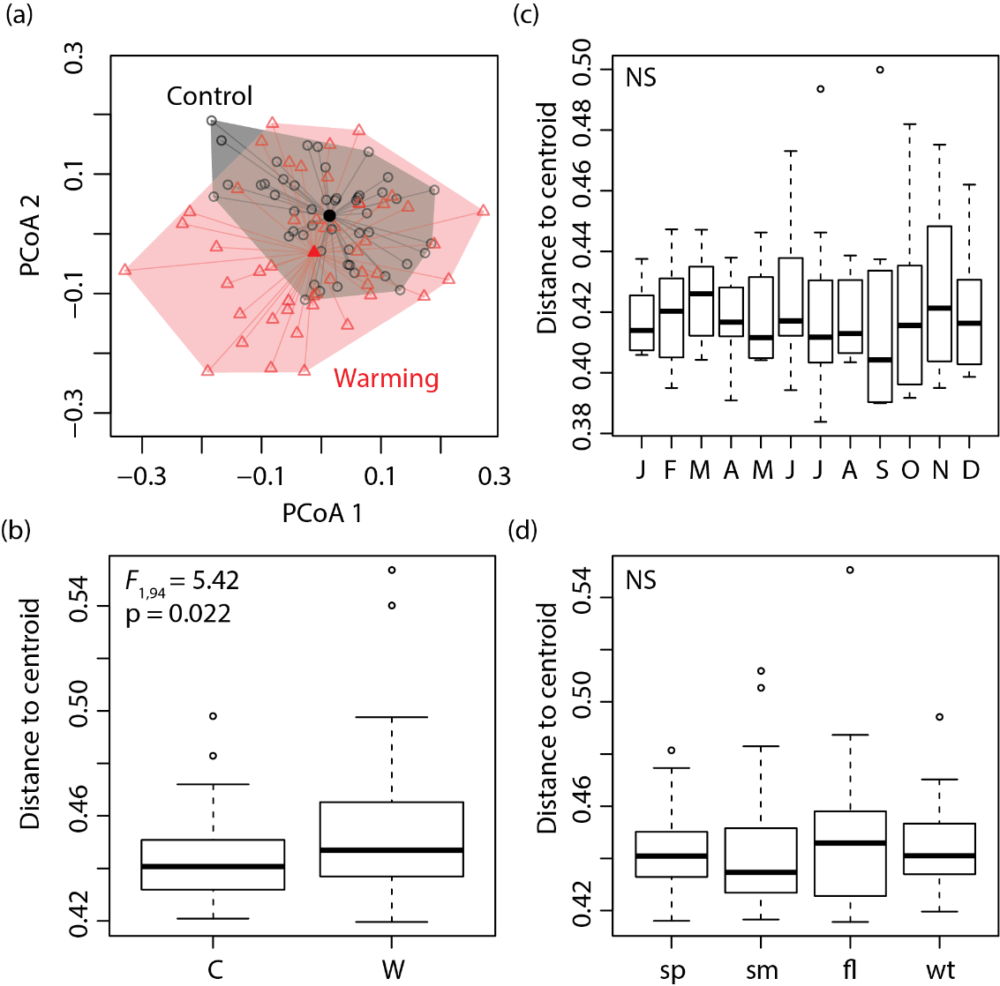 (a)
Control
Warming
PCoA 2
0.3
0.1
−0.1
−0.3
−0.3
−0.1
0.1
0.3
PCoA 1
(c)
NS
Distance to centroid
0.50
0.48
0.46
0.44
0.42
0.40
0.38
J F M A M J J A S O N D
(b)
F1,94 = 5.42
p = 0.022
Distance to centroid
0.54
0.50
0.46
0.42
C W
(d)
NS
Distance to centroid
0.54
0.50
0.46
0.42
sp sm fl wt